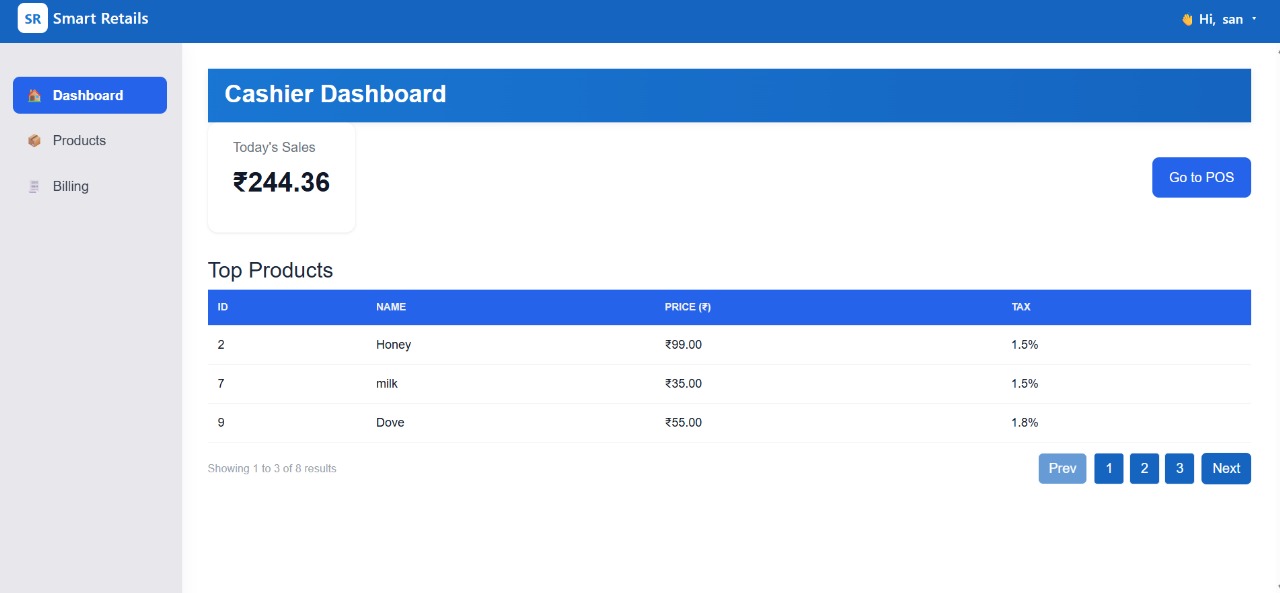 SR Smart Retails
Hi, san
Dashboard
Products
Billing
Cashier Dashboard
Today's Sales
₹244.36
Go to POS
Top Products
ID NAME PRICE (₹) TAX
2 Honey ₹99.00 1.5%
7 milk ₹35.00 1.5%
9 Dove ₹55.00 1.8%
Showing 1 to 3 of 8 results
Prev 1 2 3 Next